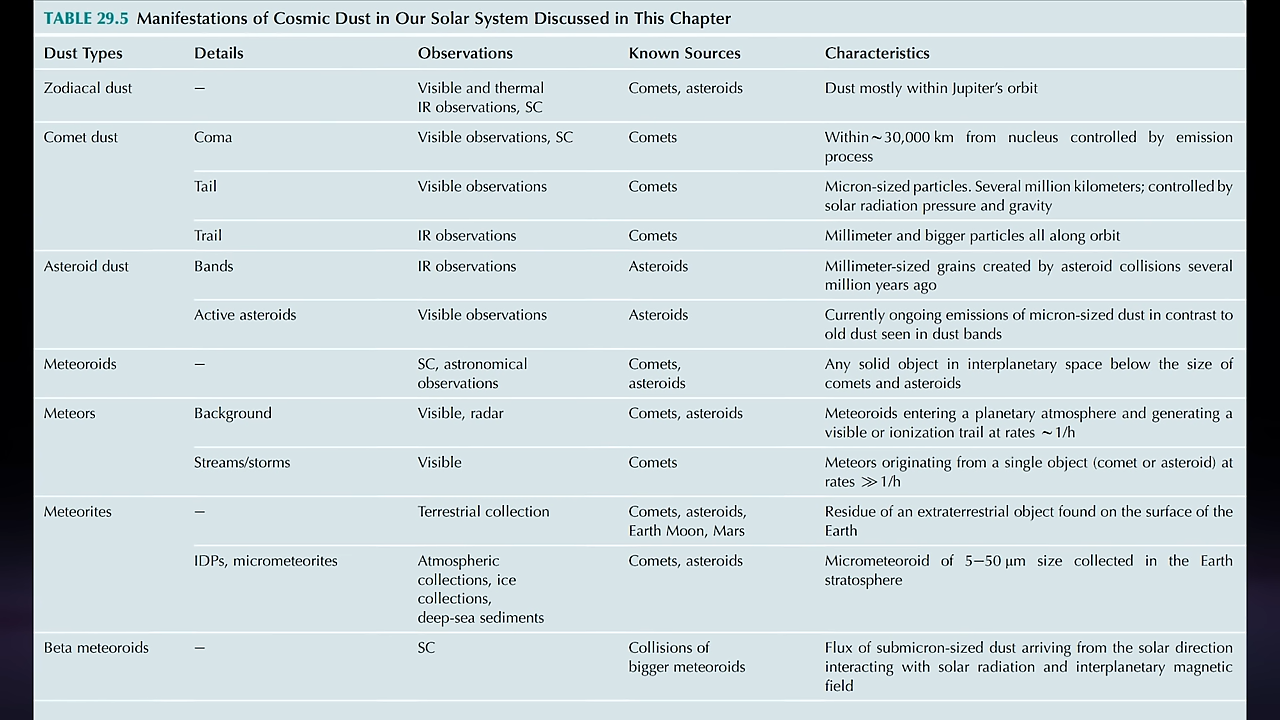 TABLE 29.5 Manifestations of Cosmic Dust in Our Solar System Discussed in This Chapter
Dust Types Details Observations Known Sources Characteristics
Zodiacal dust — Visible and thermal Comets, asteroids Dust mostly within Jupiter's orbit
IR observations, SC
Comet dust Coma Visible observations, SC Comets Within ~ 30,000 km from nucleus controlled by emission
process
Tail Visible observations Comets Micron-sized particles. Several million kilometers; controlled by
solar radiation pressure and gravity
Trail IR observations Comets Millimeter and bigger particles all along orbit
Asteroid dust Bands IR observations Asteroids Millimeter-sized grains created by asteroid collisions several
million years ago
Active asteroids Visible observations Asteroids Currently ongoing emissions of micron-sized dust in contrast to
old dust seen in dust bands
Meteoroids — SC, astronomical Comets, Any solid object in interplanetary space below the size of
observations asteroids comets and asteroids
Meteors Background Visible, radar Comets, asteroids Meteoroids entering a planetary atmosphere and generating a
visible or ionization trail at rates ~ 1/h
Streams/storms Visible Comets Meteors originating from a single object (comet or asteroid) at
rates ≫ 1/h
Meteorites — Terrestrial collection Comets, asteroids, Residue of an extraterrestrial object found on the surface of the
Earth Moon, Mars Earth
IDPs, micrometeorites Atmospheric Comets, asteroids Micrometeoroid of 5–50 μm size collected in the Earth
collections, ice stratosphere
collections,
deep-sea sediments
Beta meteoroids — SC Collisions of Flux of submicron-sized dust arriving from the solar direction
bigger meteoroids interacting with solar radiation and interplanetary magnetic
field